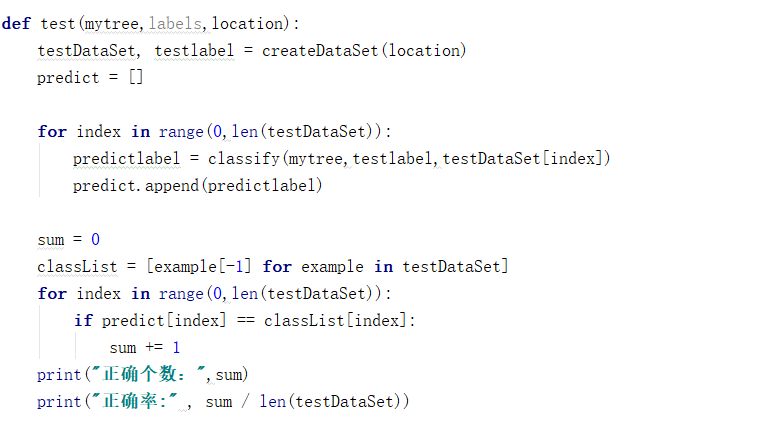 def test(mytree,labels,location):
    testDataSet, testlabel = createDataSet(location)
    predict = []
    for index in range(0,len(testDataSet)):
        predictlabel = classify(mytree,testlabel,testDataSet[index])
        predict.append(predictlabel)
    sum = 0
    classList = [example[-1] for example in testDataSet]
    for index in range(0,len(testDataSet)):
        if predict[index] == classList[index]:
            sum += 1
    print("正确个数：",sum)
    print("正确率:" , sum / len(testDataSet))